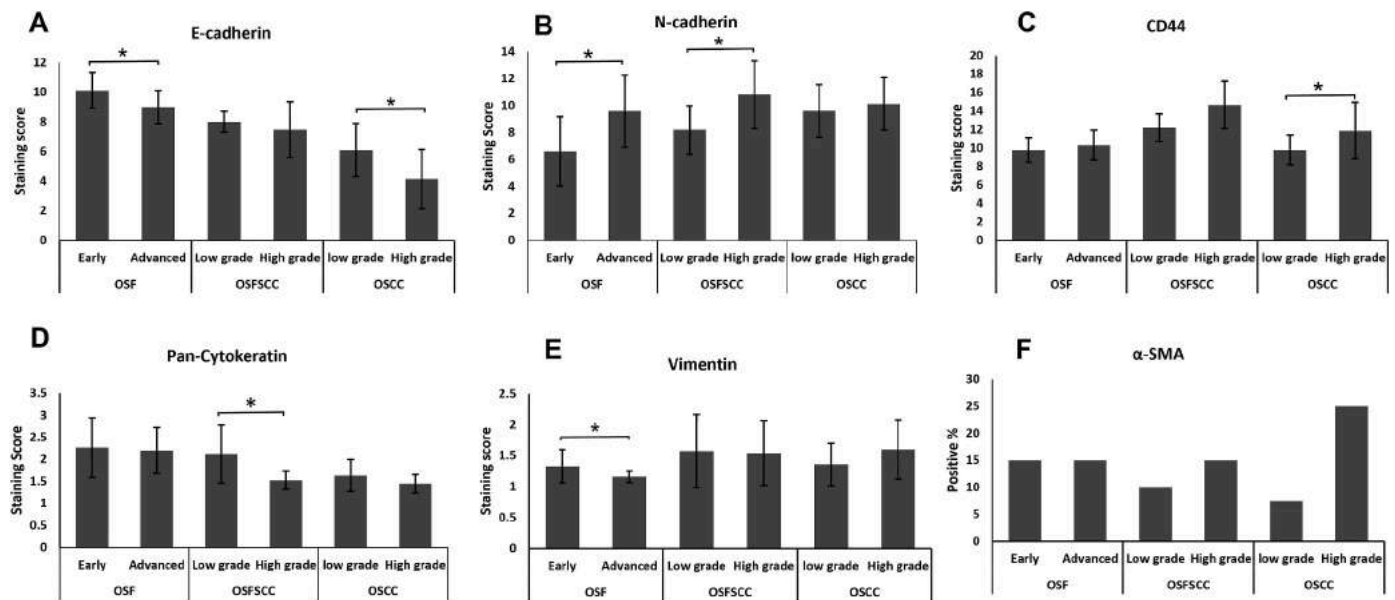 A
E-cadherin
*
*
Staining score
12
10
8
6
4
2
0
Early Advanced Low grade High grade low grade High grade
OSF OSFSCC OSCC
B
N-cadherin
*
*
Staining Score
14
12
10
8
6
4
2
0
Early Advanced Low grade High grade low grade High grade
OSF OSFSCC OSCC
C
CD44
*
Staining score
20
18
16
14
12
10
8
6
4
2
0
Early Advanced Low grade High grade low grade High grade
OSF OSFSCC OSCC
D
Pan-Cytokeratin
*
Staining Score
3.5
3
2.5
2
1.5
1
0.5
0
Early Advanced Low grade High grade low grade High grade
OSF OSFSCC OSCC
E
Vimentin
*
Staining score
2.5
2
1.5
1
0.5
0
Early Advanced Low grade High grade low grade High grade
OSF OSFSCC OSCC
F
α-SMA
Positive %
30
25
20
15
10
5
0
Early Advanced Low grade High grade low grade High grade
OSF OSFSCC OSCC